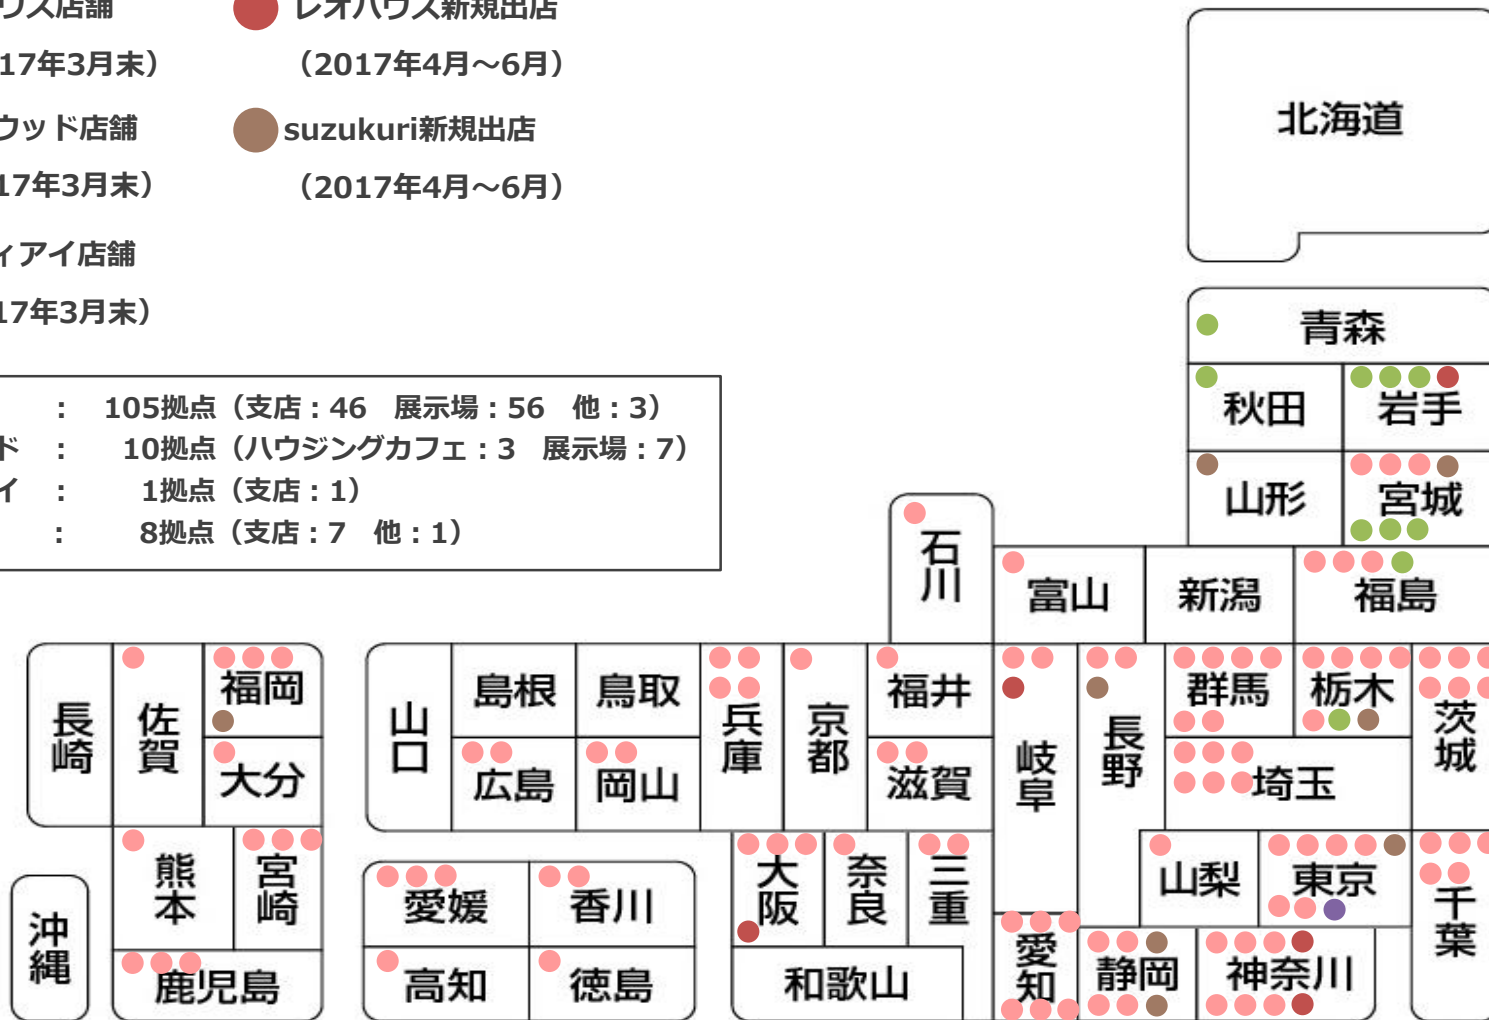 ウス店舗
レオハウス新規出店
17年3月末）
（2017年4月～6月）
ウッド店舗
suzukuri新規出店
17年3月末）
（2017年4月～6月）
ィアイ店舗
17年3月末）
： 105拠点（支店：46 展示場：56 他：3）
ド ： 10拠点（ハウジングカフェ：3 展示場：7）
イ ： 1拠点（支店：1）
： 8拠点（支店：7 他：1）
北海道
青森
秋田
岩手
山形
宮城
石川
富山
新潟
福島
長崎
佐賀
福岡
大分
熊本
宮崎
鹿児島
沖縄
山口
島根
鳥取
広島
岡山
兵庫
京都
福井
滋賀
岐阜
長野
群馬
栃木
茨城
埼玉
愛媛
香川
高知
徳島
大阪
奈良
三重
和歌山
愛知
山梨
東京
静岡
神奈川
千葉